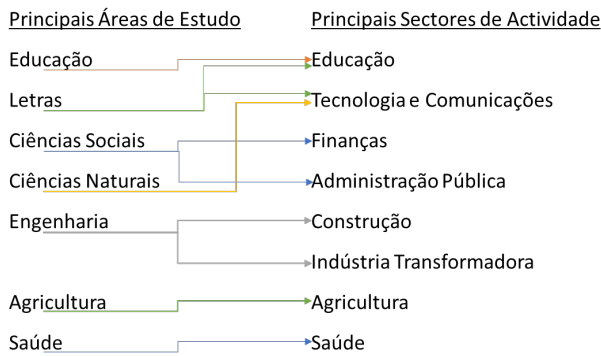 Principais Áreas de Estudo
Principais Sectores de Actividade
Educação
Educação
Letras
Tecnologia e Comunicações
Ciências Sociais
Finanças
Ciências Naturais
Administração Pública
Engenharia
Construção
Indústria Transformadora
Agricultura
Agricultura
Saúde
Saúde